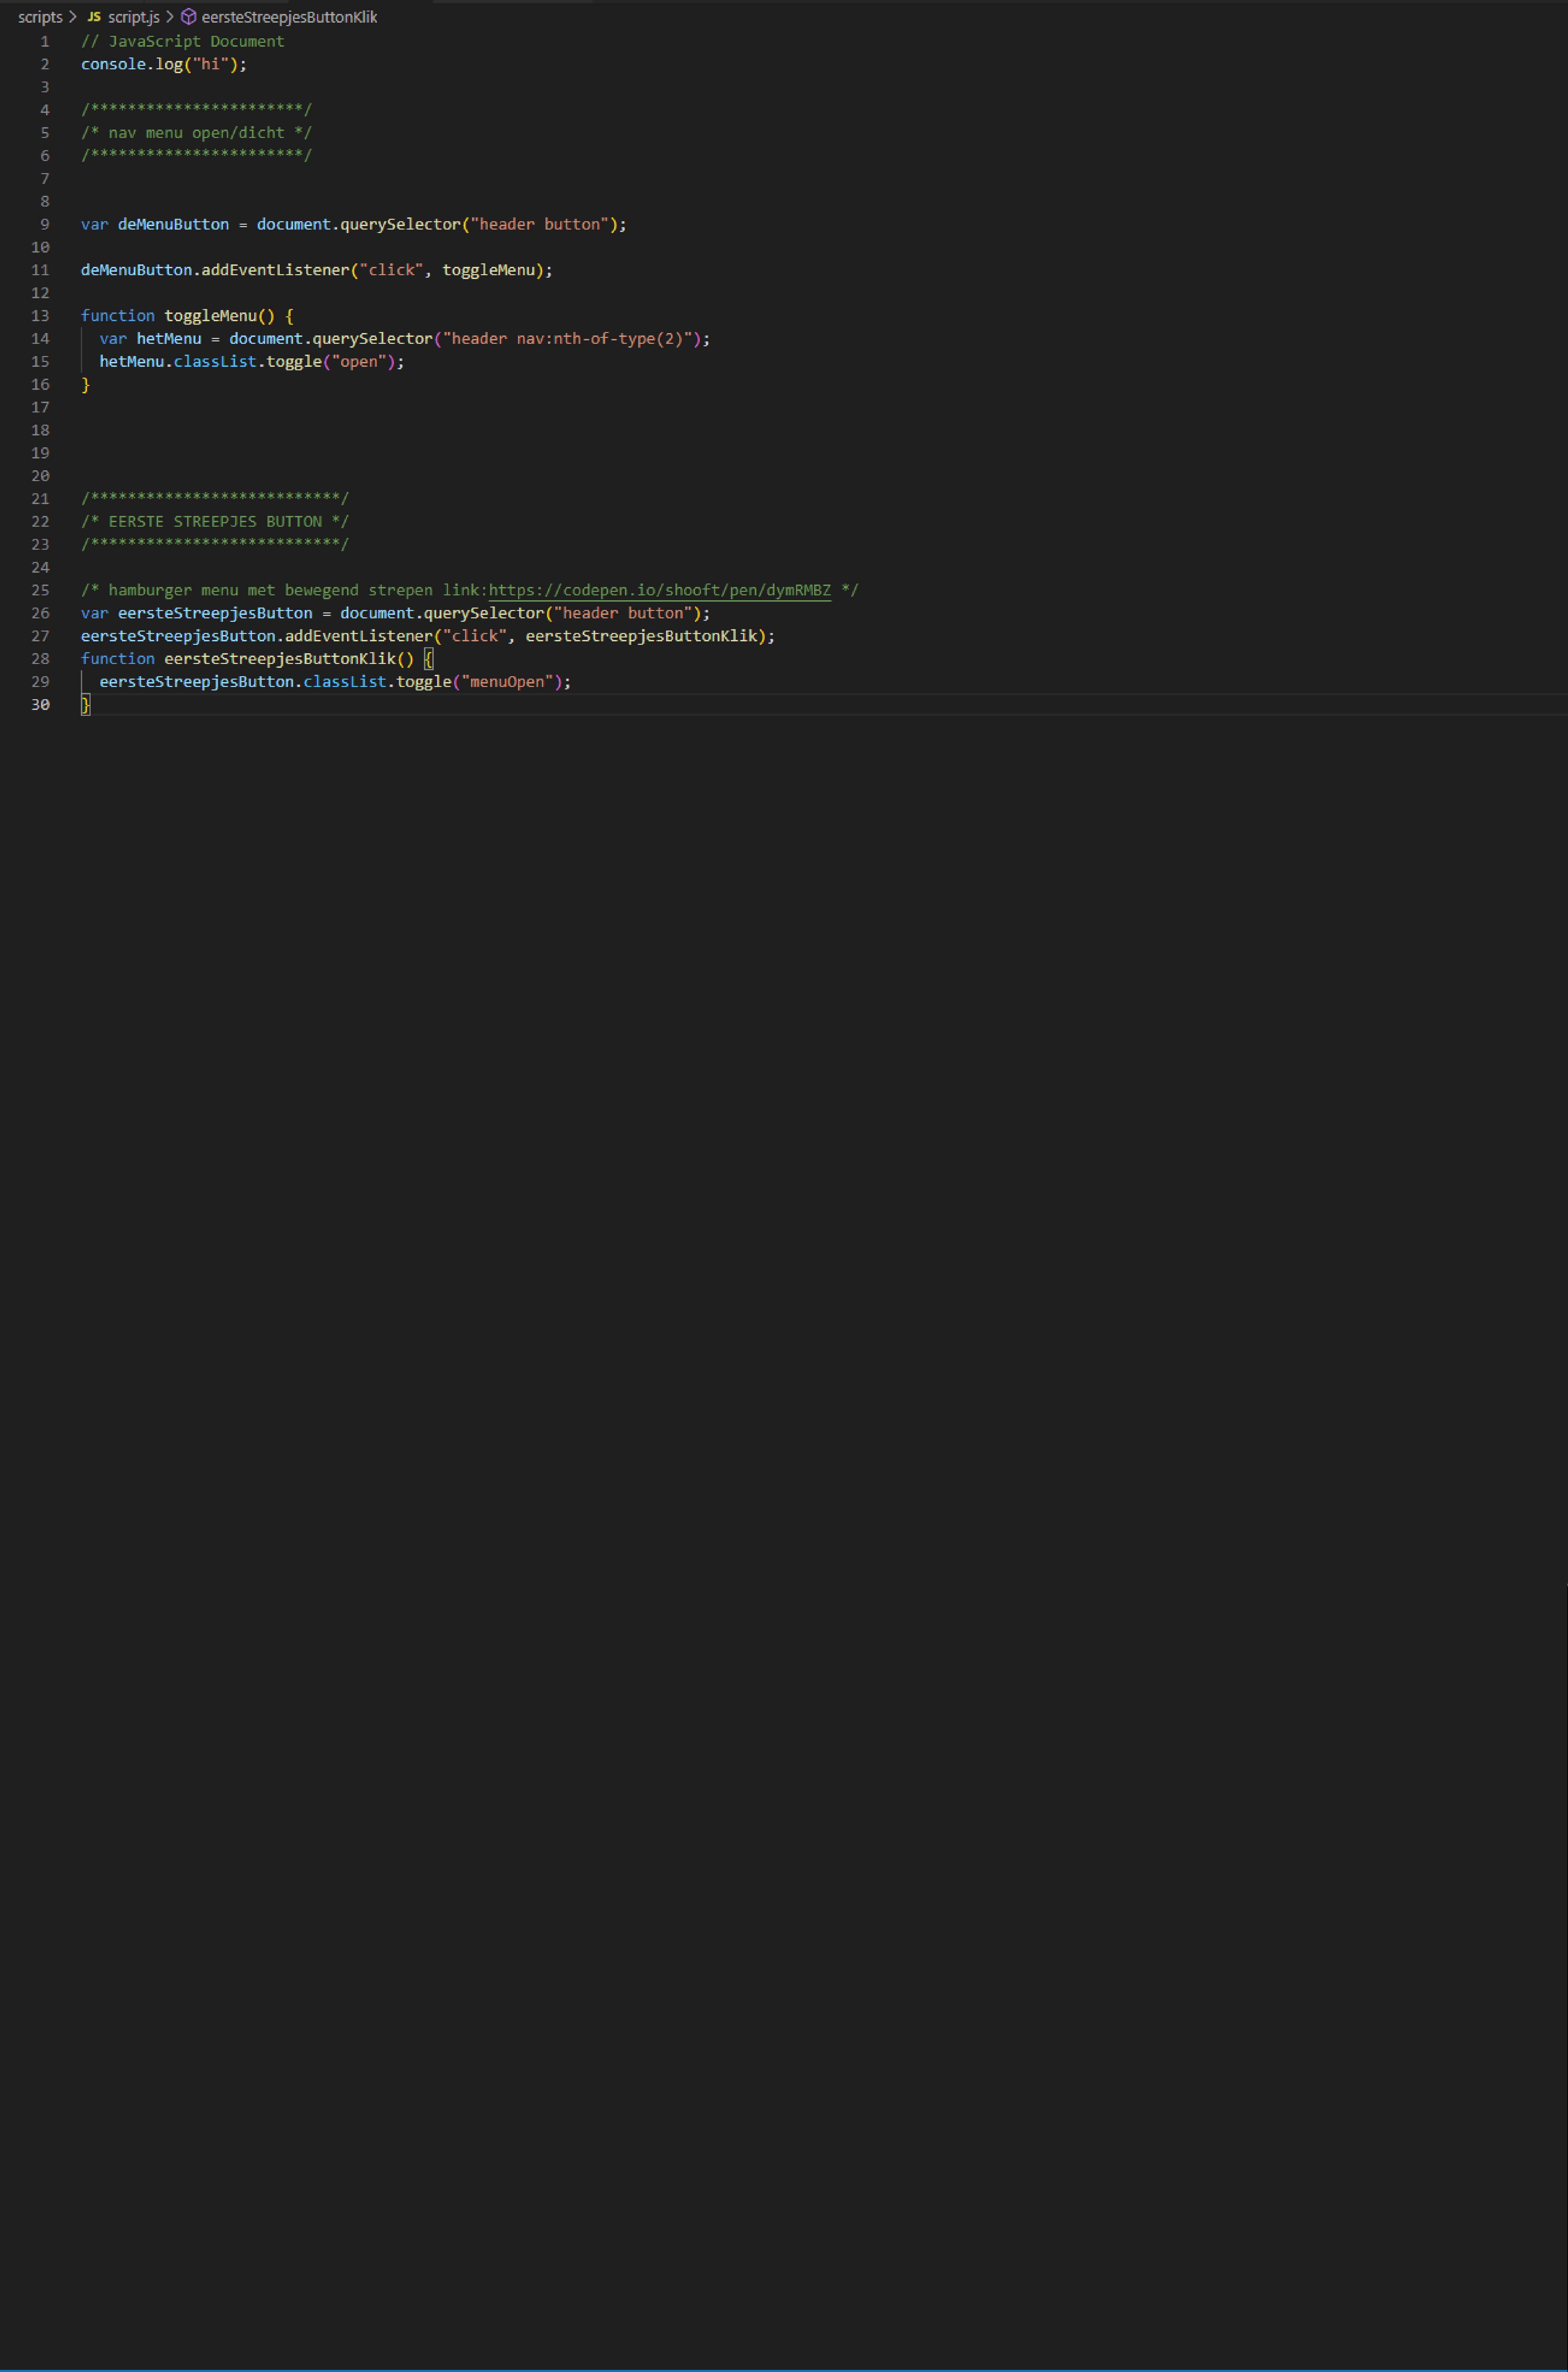 scripts > JS script.js > eersteStreepjesButtonKlik
1 // JavaScript Document
2 console.log("hi");
3
4 /***********************/
5 /* nav menu open/dicht */
6 /***********************/
7
8
9 var deMenuButton = document.querySelector("header button");
10
11 deMenuButton.addEventListener("click", toggleMenu);
12
13 function toggleMenu() {
14   var hetMenu = document.querySelector("header nav:nth-of-type(2)");
15   hetMenu.classList.toggle("open");
16 }
17
18
19
20
21 /***************************/
22 /* EERSTE STREEPJES BUTTON */
23 /***************************/
24
25 /* hamburger menu met bewegend strepen link:https://codepen.io/shooft/pen/dymRMBZ */
26 var eersteStreepjesButton = document.querySelector("header button");
27 eersteStreepjesButton.addEventListener("click", eersteStreepjesButtonKlik);
28 function eersteStreepjesButtonKlik() {
29   eersteStreepjesButton.classList.toggle("menuOpen");
30 }